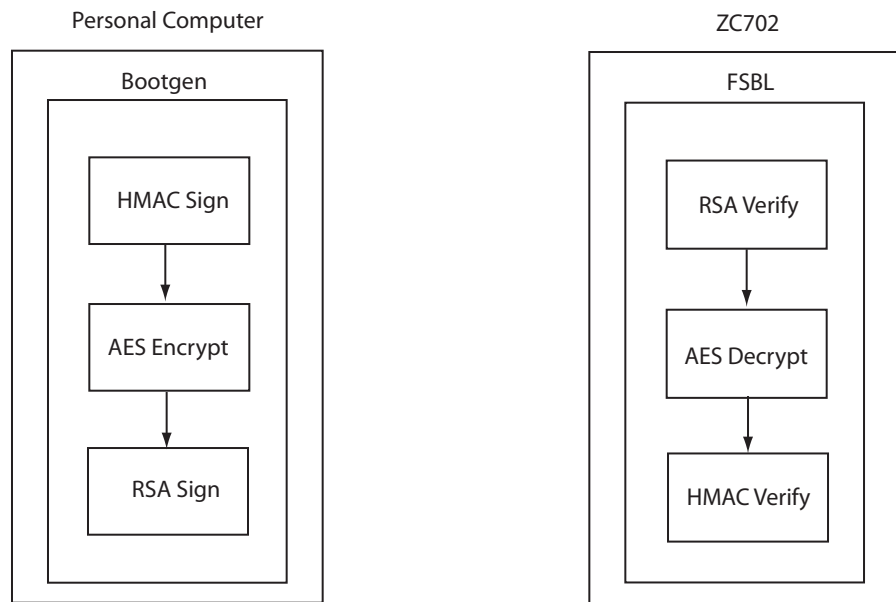 Personal Computer
Bootgen
HMAC Sign
AES Encrypt
RSA Sign
ZC702
FSBL
RSA Verify
AES Decrypt
HMAC Verify